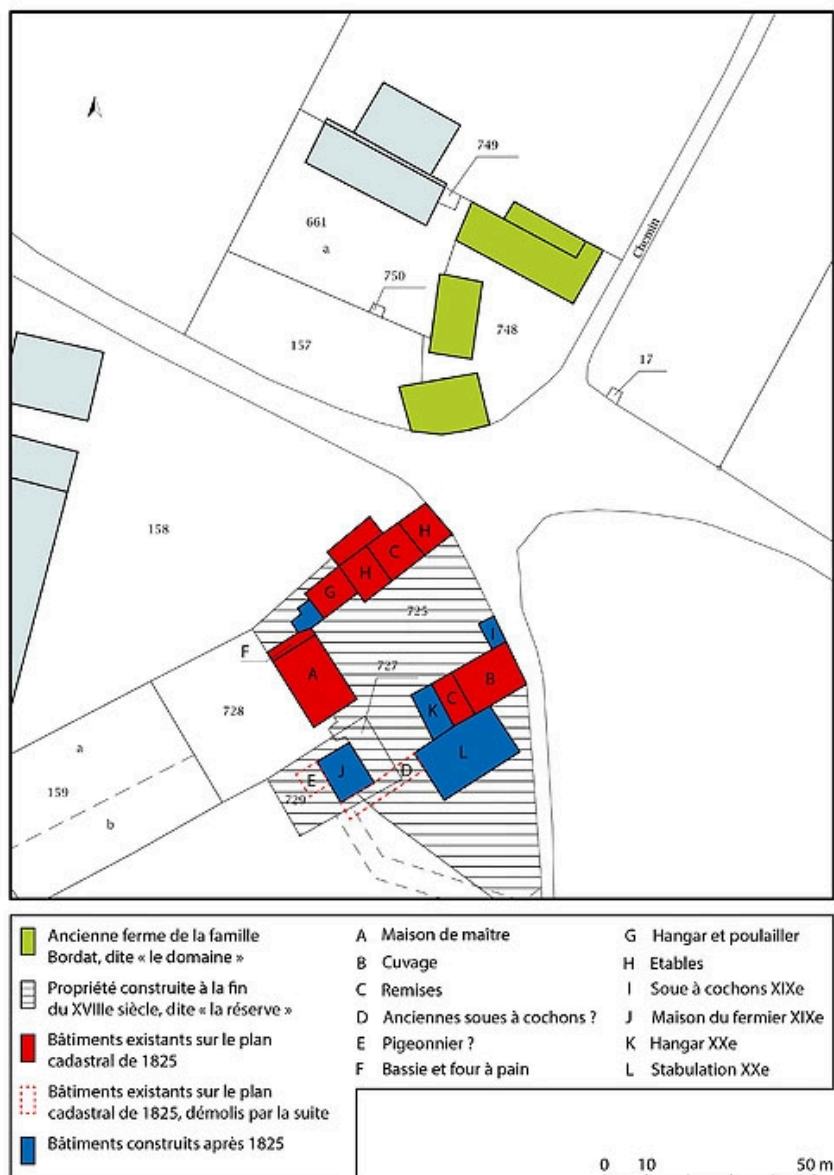 749
661
a
Chemin
750
157
748
17
158
H
C
H
G
725
I
F
A
727
B
C
K
728
L
a
D
J
E
159
729
b
Ancienne ferme de la famille
Bordat, dite « le domaine »
Propriété construite à la fin
du XVIIIe siècle, dite « la réserve »
Bâtiments existants sur le plan
cadastral de 1825
Bâtiments existants sur le plan
cadastral de 1825, démolis par la suite
Bâtiments construits après 1825
A Maison de maître
B Cuvage
C Remises
D Anciennes soues à cochons ?
E Pigeonnier ?
F Bassie et four à pain
G Hangar et poulailler
H Etables
I Soue à cochons XIXe
J Maison du fermier XIXe
K Hangar XXe
L Stabulation XXe
0 10 50 m